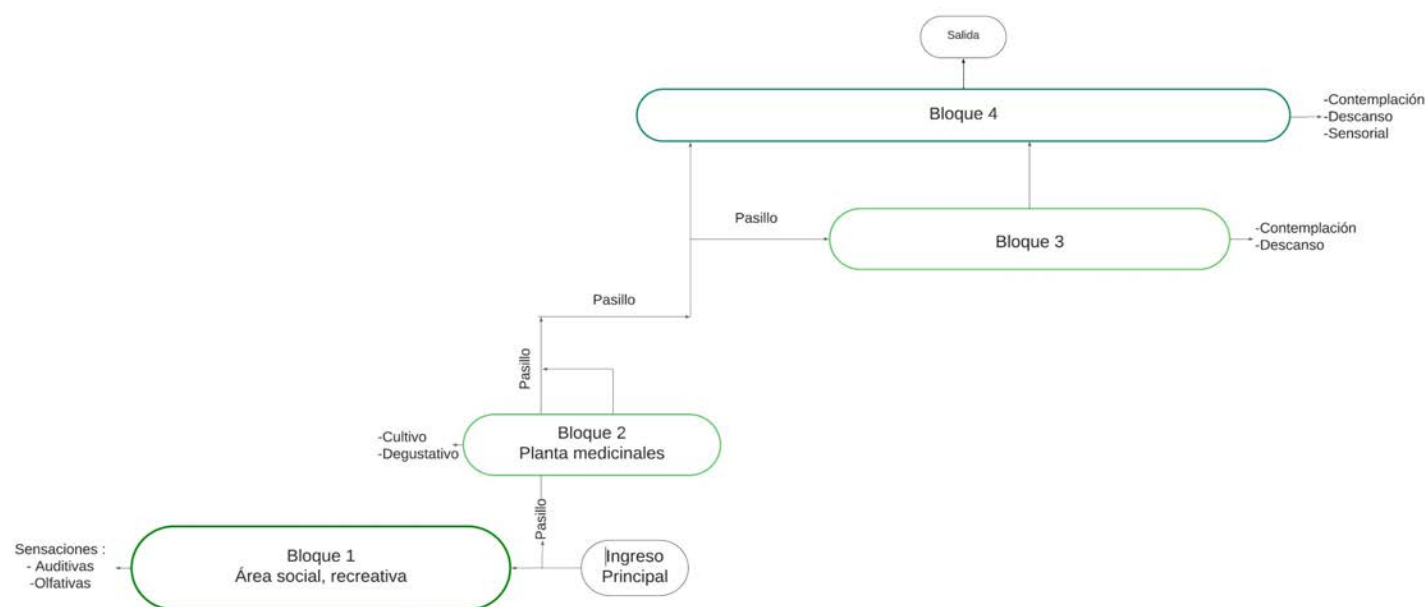 Salida
Bloque 4
-Contemplación
-Descanso
-Sensorial
Pasillo
Bloque 3
-Contemplación
-Descanso
Pasillo
Pasillo
Bloque 2
Planta medicinales
-Cultivo
-Degustativo
Pasillo
Sensaciones :
- Auditivas
-Olfativas
Bloque 1
Área social, recreativa
Ingreso
Principal